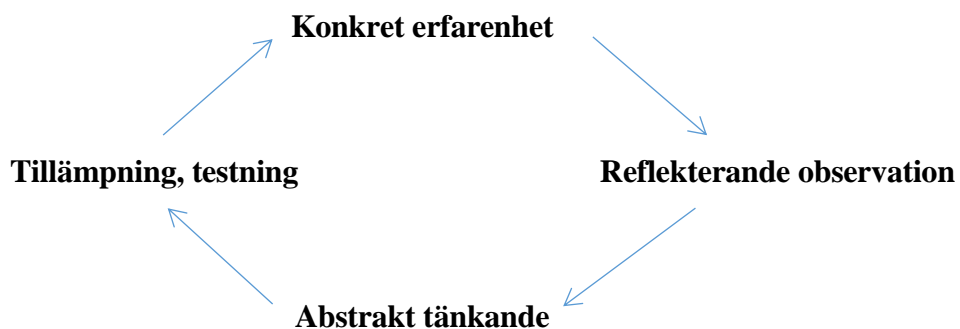 Konkret erfarenhet
Tillämpning, testning
Reflekterande observation
Abstrakt tänkande